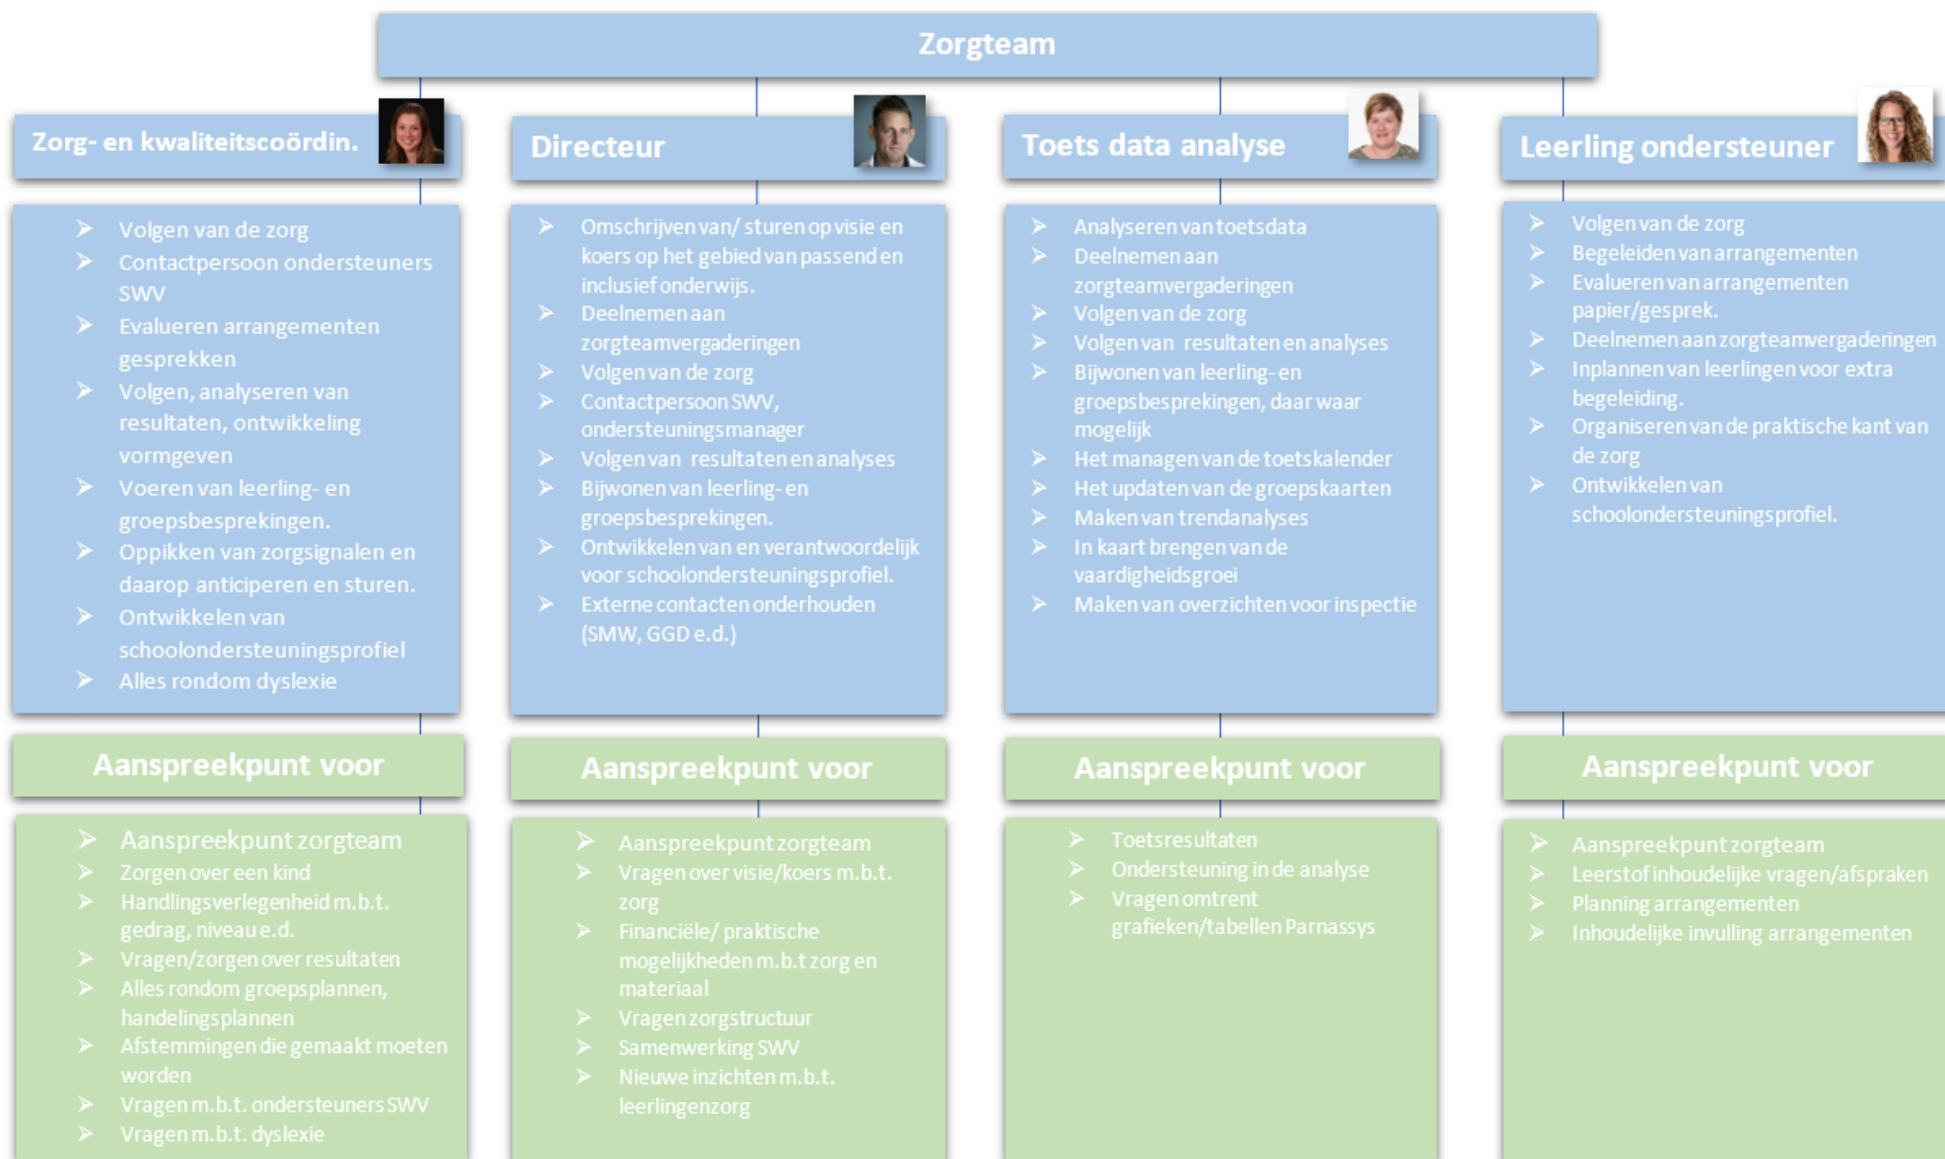 Zorgteam
Zorg- en kwaliteitscoördin.
Volgen van de zorg
Contactpersoon ondersteuners
SWV
Evalueren arrangementen
gesprekken
Volgen, analyseren van
resultaten, ontwikkeling
vormgeven
Voeren van leerling- en
groepsbesprekingen.
Oppikken van zorgsignalen en
daarop anticiperen en sturen.
Ontwikkelen van
schoolondersteuningsprofiel
Alles rondom dyslexie
Aanspreekpunt voor
Aanspreekpunt zorgteam
Zorgen over een kind
Handlingsverlegenheid m.b.t.
gedrag, niveau e.d.
Vragen/zorgen over resultaten
Alles rondom groepsplannen,
handelingsplannen
Afstemmingen die gemaakt moeten
worden
Vragen m.b.t. ondersteuners SWV
Vragen m.b.t. dyslexie
Directeur
Omschrijven van/ sturen op visie en
koers op het gebied van passend en
inclusief onderwijs.
Deelnemen aan
zorgteamvergaderingen
Volgen van de zorg
Contactpersoon SWV,
ondersteuningsmanager
Volgen van resultaten en analyses
Bijwonen van leerling- en
groepsbesprekingen.
Ontwikkelen van en verantwoordelijk
voor schoolondersteuningsprofiel.
Externe contacten onderhouden
(SMW, GGD e.d.)
Aanspreekpunt voor
Aanspreekpunt zorgteam
Vragen over visie/koers m.b.t.
zorg
Financiële/ praktische
mogelijkheden m.b.t zorg en
materiaal
Vragen zorgstructuur
Samenwerking SWV
Nieuwe inzichten m.b.t.
leerlingenzorg
Toets data analyse
Analyseren van toetsdata
Deelnemen aan
zorgteamvergaderingen
Volgen van de zorg
Volgen van resultaten en analyses
Bijwonen van leerling- en
groepsbesprekingen, daar waar
mogelijk
Het managen van de toetskalender
Het updaten van de groepskaarten
Maken van trendanalyses
In kaart brengen van de
vaardigheidsgroei
Maken van overzichten voor inspectie
Aanspreekpunt voor
Toetsresultaten
Ondersteuning in de analyse
Vragen omtrent
grafieken/tabellen Parnassys
Leerling ondersteuner
Volgen van de zorg
Begeleiden van arrangementen
Evalueren van arrangementen
papier/gesprek.
Deelnemen aan zorgteamvergaderingen
Inplannen van leerlingen voor extra
begeleiding.
Organiseren van de praktische kant van
de zorg
Ontwikkelen van
schoolondersteuningsprofiel.
Aanspreekpunt voor
Aanspreekpunt zorgteam
Leerstof inhoudelijke vragen/afspraken
Planning arrangementen
Inhoudelijke invulling arrangementen